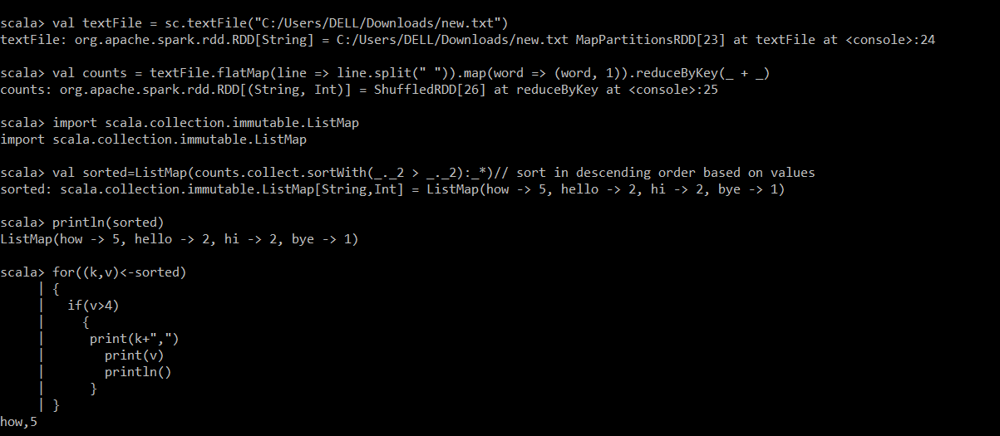 scala> val textFile = sc.textFile("C:/Users/DELL/Downloads/new.txt")
textFile: org.apache.spark.rdd.RDD[String] = C:/Users/DELL/Downloads/new.txt MapPartitionsRDD[23] at textFile at <console>:24
scala> val counts = textFile.flatMap(line => line.split(" ")).map(word => (word, 1)).reduceByKey(_ + _)
counts: org.apache.spark.rdd.RDD[(String, Int)] = ShuffledRDD[26] at reduceByKey at <console>:25
scala> import scala.collection.immutable.ListMap
import scala.collection.immutable.ListMap
scala> val sorted=ListMap(counts.collect.sortWith(_._2 > _._2):_*)// sort in descending order based on values
sorted: scala.collection.immutable.ListMap[String,Int] = ListMap(how -> 5, hello -> 2, hi -> 2, bye -> 1)
scala> println(sorted)
ListMap(how -> 5, hello -> 2, hi -> 2, bye -> 1)
scala> for((k,v)<-sorted)
     | {
     |   if(v>4)
     |     {
     |      print(k+",")
     |        print(v)
     |        println()
     |      }
     | }
how,5